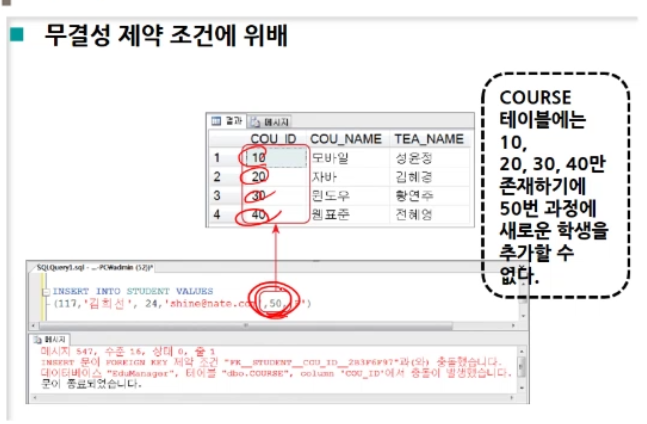 무결성 제약 조건에 위배
결과 메시지
COU_ID COU_NAME TEA_NAME
1 10 모바일 성윤정
2 20 자바 김혜경
3 30 윈도우 황연주
4 40 웹표준 전혜영
COURSE
테이블에는
10,
20, 30, 40만
존재하기에
50번 과정에
새로운 학생을
추가할 수
없다.
SQLQuery1.sql - ...-PC\admin (52))*
INSERT INTO STUDENT VALUES
(117,'김희선', 24,'shine@nate.co ,50, ')
메시지
메시지 547, 수준 16, 상태 0, 줄 1
INSERT 문이 FOREIGN KEY 제약 조건 "FK__STUDENT__COU_ID__2B3F6F97"과(와) 충돌했습니다.
데이터베이스 "EduManager", 테이블 "dbo.COURSE", column 'COU_ID'에서 충돌이 발생했습니다.
문이 종료되었습니다.